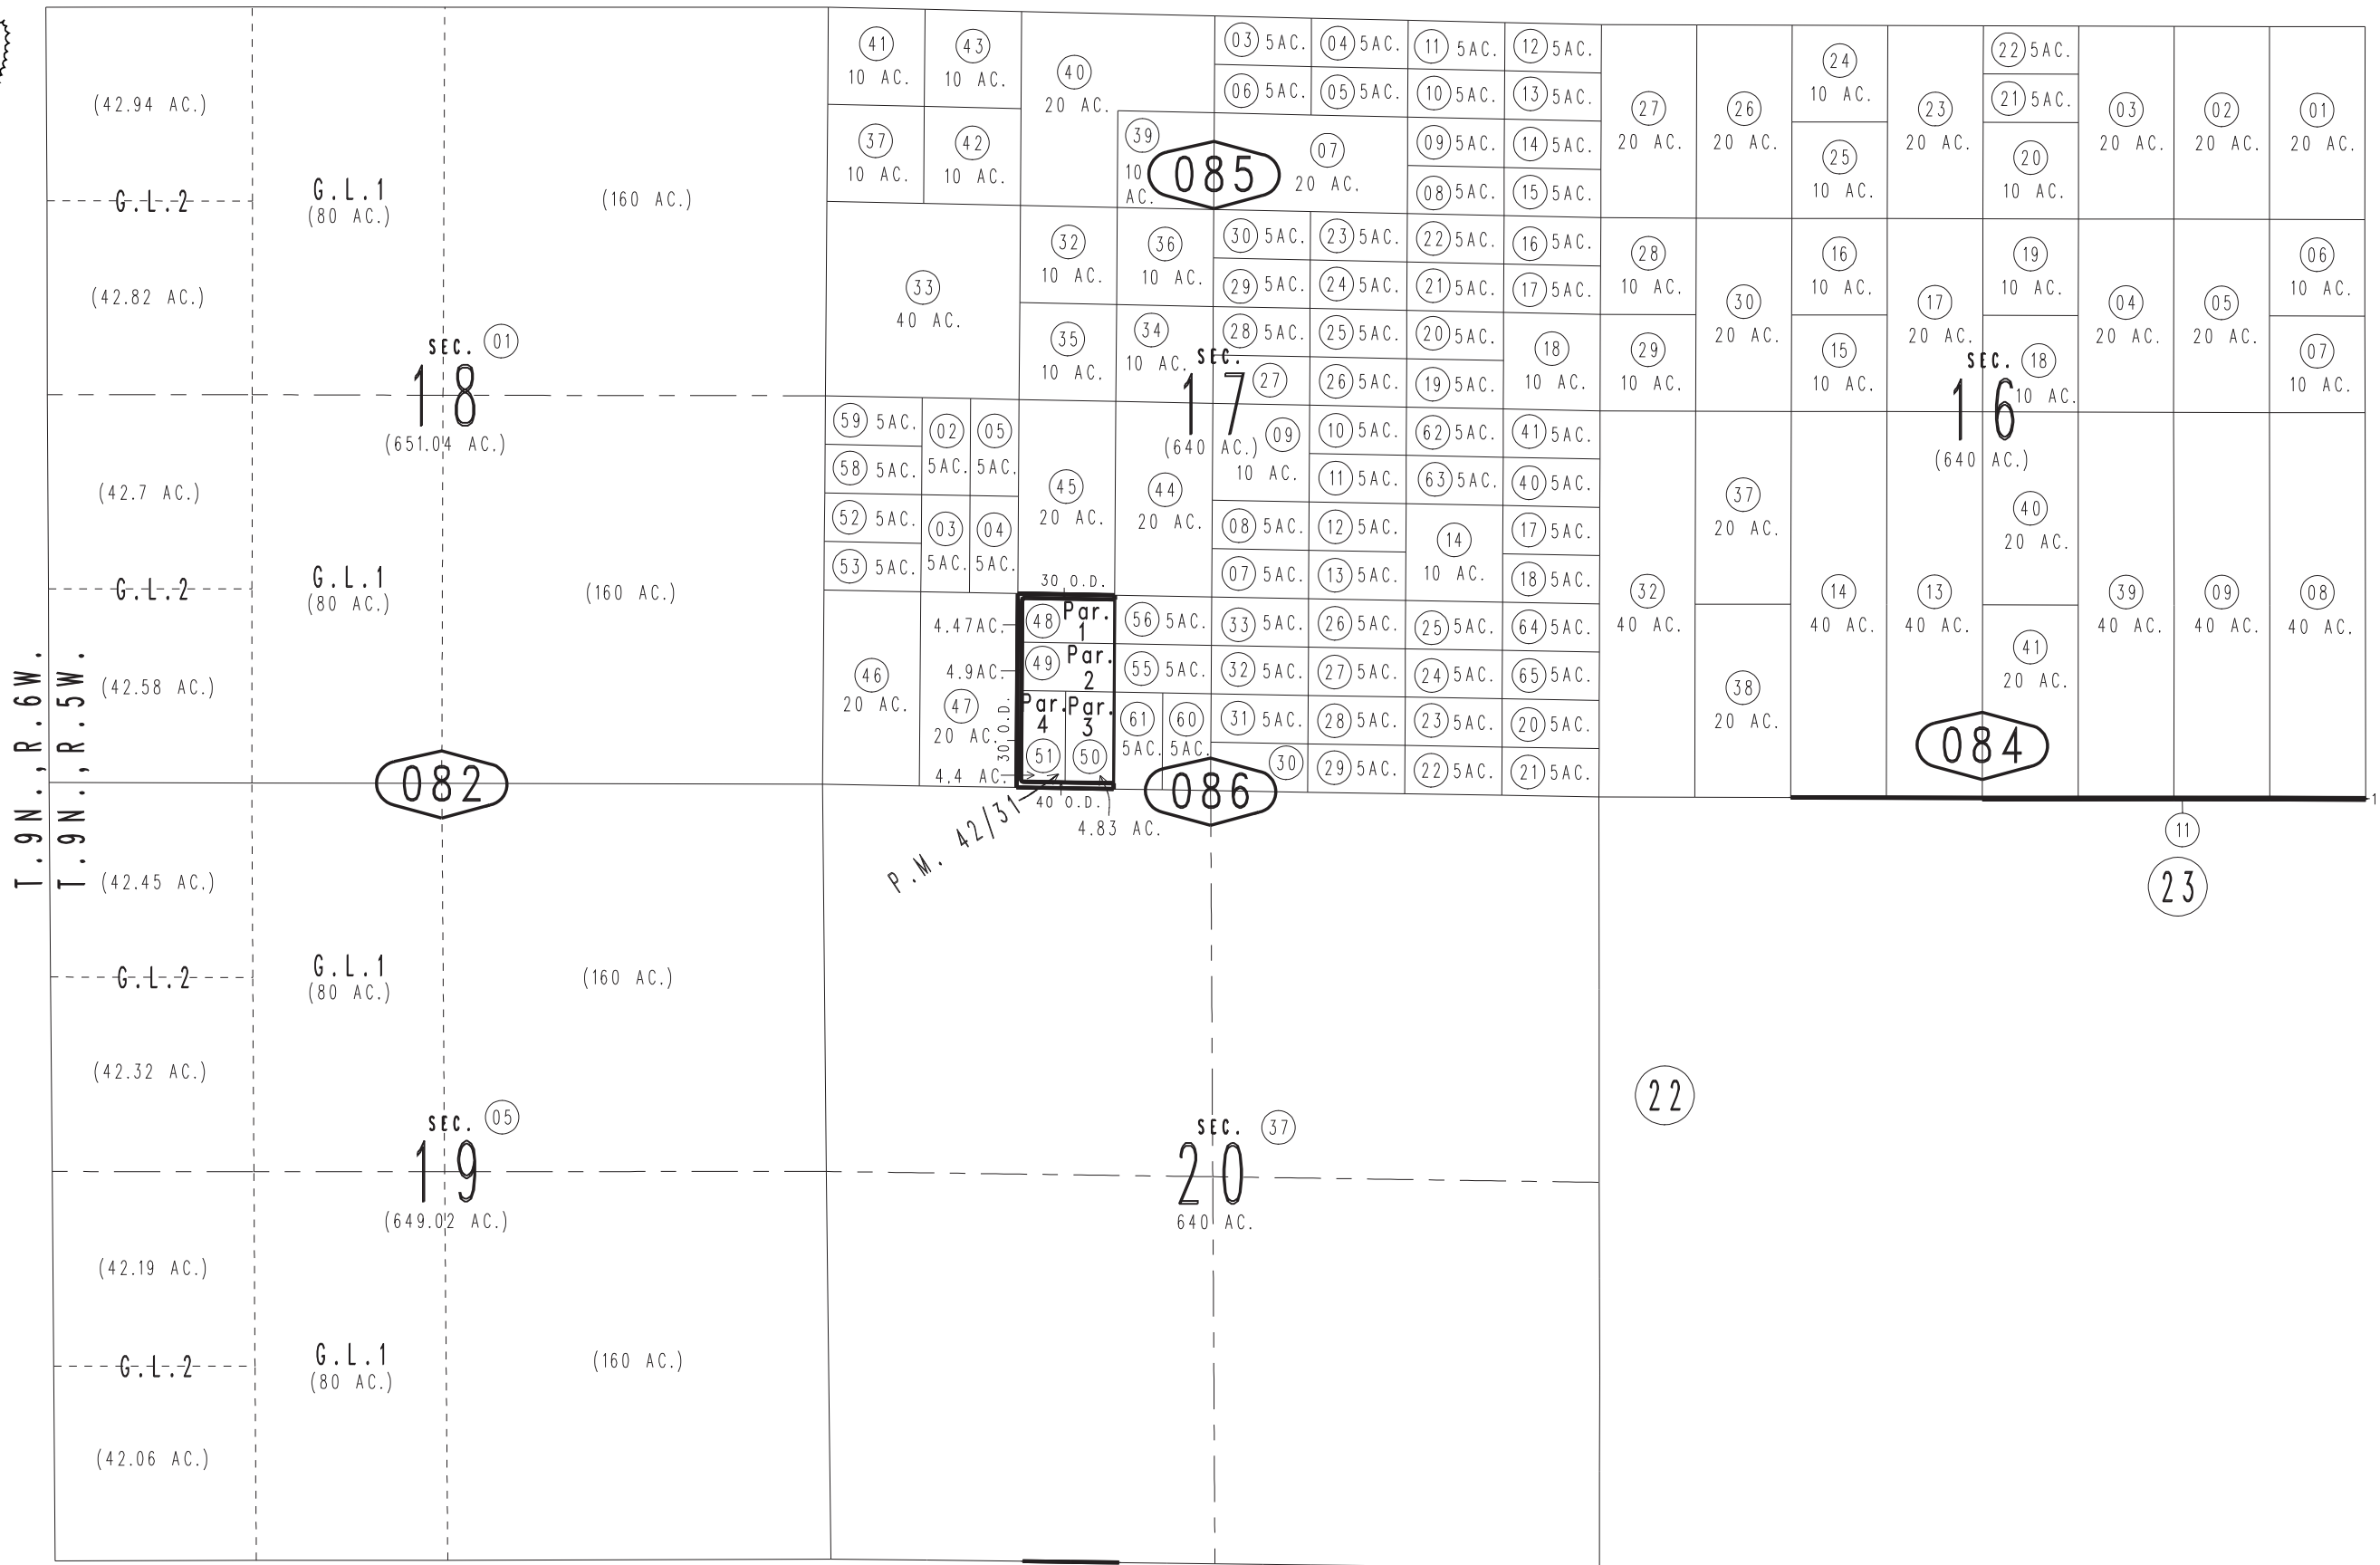 41 43 40 03 5AC. 04 5AC. 11 5AC. 12 5AC. 22 5AC.
10 AC. 10 AC. 20 AC. 24
(42.94 AC.) 06 5AC. 05 5AC. 10 5AC. 13 5AC. 27 26 10 AC. 23 21 5AC. 03 02 01
37 42 39 07 09 5AC. 14 5AC. 20 AC. 20 AC. 25 20 AC. 20 20 AC. 20 AC. 20 AC.
10 AC. 10 AC. 10 AC. 085 20 AC. 08 5AC. 15 5AC. 10 AC. 10 AC.
G.L.2 G.L.1 (160 AC.)
(80 AC.)
32 36 30 5AC. 23 5AC. 22 5AC. 16 5AC. 28 16 19 06
10 AC. 10 AC. 29 5AC. 24 5AC. 21 5AC. 17 5AC. 10 AC. 30 10 AC. 17 10 AC. 04 05 10 AC.
(42.82 AC.) 33
40 AC. 20 AC. 20 AC. 20 AC. 20 AC.
35 34 28 5AC. 25 5AC. 20 5AC. 18 29 15 18 07
10 AC. 10 AC. 27 26 5AC. 19 5AC. 10 AC. 10 AC. 10 AC. 10 AC. 10 AC.
SEC. 01 SEC. SEC.
18 17 16
(651.04 AC.) (640 AC.) (640 AC.)
59 5AC. 02 05 09 10 5AC. 62 5AC. 41 5AC.
58 5AC. 5AC. 5AC. 45 44 10 AC. 11 5AC. 63 5AC. 40 5AC. 37 40
(42.7 AC.) 20 AC. 20 AC. 20 AC. 20 AC.
52 5AC. 03 04 08 5AC. 12 5AC. 14 17 5AC.
53 5AC. 5AC. 5AC. 07 5AC. 13 5AC. 10 AC. 18 5AC.
G.L.2 G.L.1 (160 AC.) 30 O.D. 32 14 13 39 09 08
(80 AC.) 40 AC. 40 AC. 40 AC. 40 AC. 40 AC. 40 AC.
4.47AC. 48 Par. 1 56 5AC. 33 5AC. 26 5AC. 25 5AC. 64 5AC.
4.9AC. 49 Par. 2 55 5AC. 32 5AC. 27 5AC. 24 5AC. 65 5AC. 41
(42.58 AC.) 46 38 20 AC.
20 AC. 47 30 O.D. Par. 4 Par. 3 61 60 31 5AC. 28 5AC. 23 5AC. 20 5AC. 20 AC.
20 AC. 51 50 5AC. 5AC. 30 29 5AC. 22 5AC. 21 5AC.
4.4 AC.
T.9N.,R.6W.
T.9N.,R.5W.
082 086 084
40 O.D.
P.M. 42/31 4.83 AC. 11
(42.45 AC.) 23
G.L.2 G.L.1 (160 AC.)
(80 AC.)
(42.32 AC.) 22
SEC. 05 SEC. 37
19 20
(649.02 AC.) 640 AC.
(42.19 AC.)
G.L.2 G.L.1 (160 AC.)
(80 AC.)
(42.06 AC.)